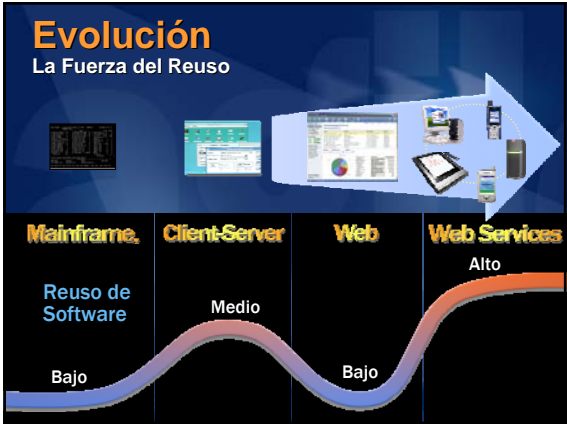 Evolución
La Fuerza del Reuso
Mainframe,
Client-Server
Web
Web Services
Reuso de
Software
Bajo
Medio
Bajo
Alto